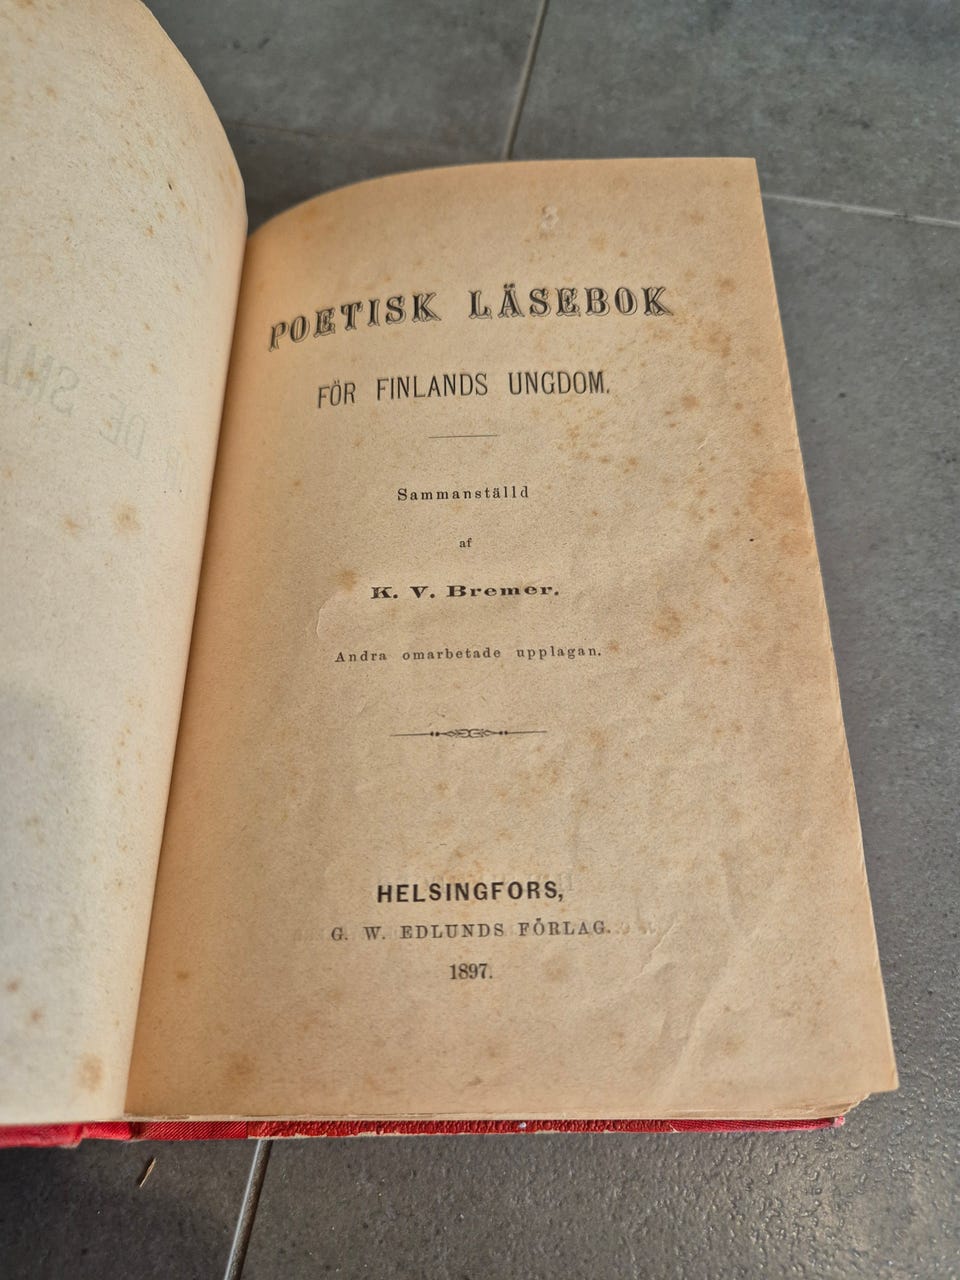 POETISK LÄSEBOK
FÖR FINLANDS UNGDOM.
Sammanställd
af
K. V. Bremer.
Andra omarbetade upplagan.
HELSINGFORS,
G. W. EDLUNDS FÖRLAG.
1897.